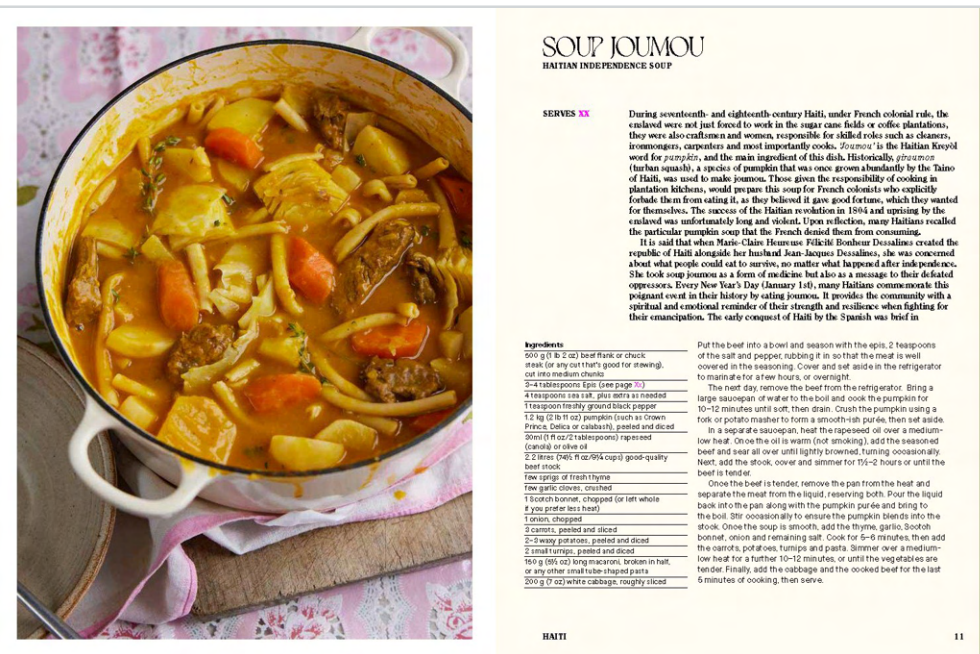 SOUP JOUMOU
HAITIAN INDEPENDENCE SOUP
SERVES XX
During seventeenth- and eighteenth-century Haiti, under French colonial rule, the
enslaved were not just forced to work in the sugar cane fields or coffee plantations,
they were also craftsmen and women, responsible for skilled roles such as cleaners,
ironmongers, carpenters and most importantly cooks. 'Joumou' is the Haitian Kreyòl
word for pumpkin, and the main ingredient of this dish. Historically, giraumon
(turban squash), a species of pumpkin that was once grown abundantly by the Taino
of Haiti, was used to make joumou. Those given the responsibility of cooking in
plantation kitchens, would prepare this soup for French colonists who explicitly
forbade them from eating it, as they believed it gave good fortune, which they wanted
for themselves. The success of the Haitian revolution in 1804 and uprising by the
enslaved was unfortunately long and violent. Upon reflection, many Haitians recalled
the particular pumpkin soup that the French denied them from consuming.
It is said that when Marie-Claire Heureuse Félicité Bonheur Dessalines created the
republic of Haiti alongside her husband Jean-Jacques Dessalines, she was concerned
about what people could eat to survive, no matter what happened after independence.
She took soup joumou as a form of medicine but also as a message to their defeated
oppressors. Every New Year's Day (January 1st), many Haitians commemorate this
poignant event in their history by eating joumou. It provides the community with a
spiritual and emotional reminder of their strength and resilience when fighting for
their emancipation. The early conquest of Haiti by the Spanish was brief in
Ingredients
500 g (1 lb 2 oz) beef flank or chuck
steak (or any cut that's good for stewing),
cut into medium chunks
3–4 tablespoons Epis (see page Xx)
4 teaspoons sea salt, plus extra as needed
1 teaspoon freshly ground black pepper
1.2 kg (2 lb 11 oz) pumpkin (such as Crown
Prince, Delica or calabash), peeled and diced
30ml (1 fl oz/2 tablespoons) rapeseed
(canola) or olive oil
2.2 litres (74½ fl oz/9¼ cups) good-quality
beef stock
few sprigs of fresh thyme
few garlic cloves, crushed
1 Scotch bonnet, chopped (or left whole
if you prefer less heat)
1 onion, chopped
3 carrots, peeled and sliced
2–3 waxy potatoes, peeled and diced
2 small turnips, peeled and diced
150 g (5½ oz) long macaroni, broken in half,
or any other small tube-shaped pasta
200 g (7 oz) white cabbage, roughly sliced
Put the beef into a bowl and season with the epis, 2 teaspoons
of the salt and pepper, rubbing it in so that the meat is well
covered in the seasoning. Cover and set aside in the refrigerator
to marinate for a few hours, or overnight.
The next day, remove the beef from the refrigerator. Bring a
large saucepan of water to the boil and cook the pumpkin for
10–12 minutes until soft, then drain. Crush the pumpkin using a
fork or potato masher to form a smooth-ish purée, then set aside.
In a separate saucepan, heat the rapeseed oil over a medium-
low heat. Once the oil is warm (not smoking), add the seasoned
beef and sear all over until lightly browned, turning occasionally.
Next, add the stock, cover and simmer for 1½–2 hours or until the
beef is tender.
Once the beef is tender, remove the pan from the heat and
separate the meat from the liquid, reserving both. Pour the liquid
back into the pan along with the pumpkin purée and bring to
the boil. Stir occasionally to ensure the pumpkin blends into the
stock. Once the soup is smooth, add the thyme, garlic, Scotch
bonnet, onion and remaining salt. Cook for 5–6 minutes, then add
the carrots, potatoes, turnips and pasta. Simmer over a medium-
low heat for a further 10–12 minutes, or until the vegetables are
tender. Finally, add the cabbage and the cooked beef for the last
5 minutes of cooking, then serve.
HAITI
11